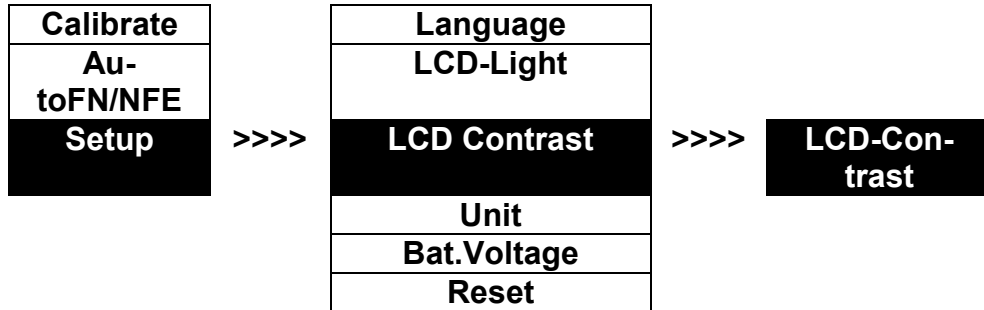 Calibrate
Au-
toFN/NFE
Setup
>>>>
Language
LCD-Light
LCD Contrast
Unit
Bat.Voltage
Reset
>>>>
LCD-Con-
trast